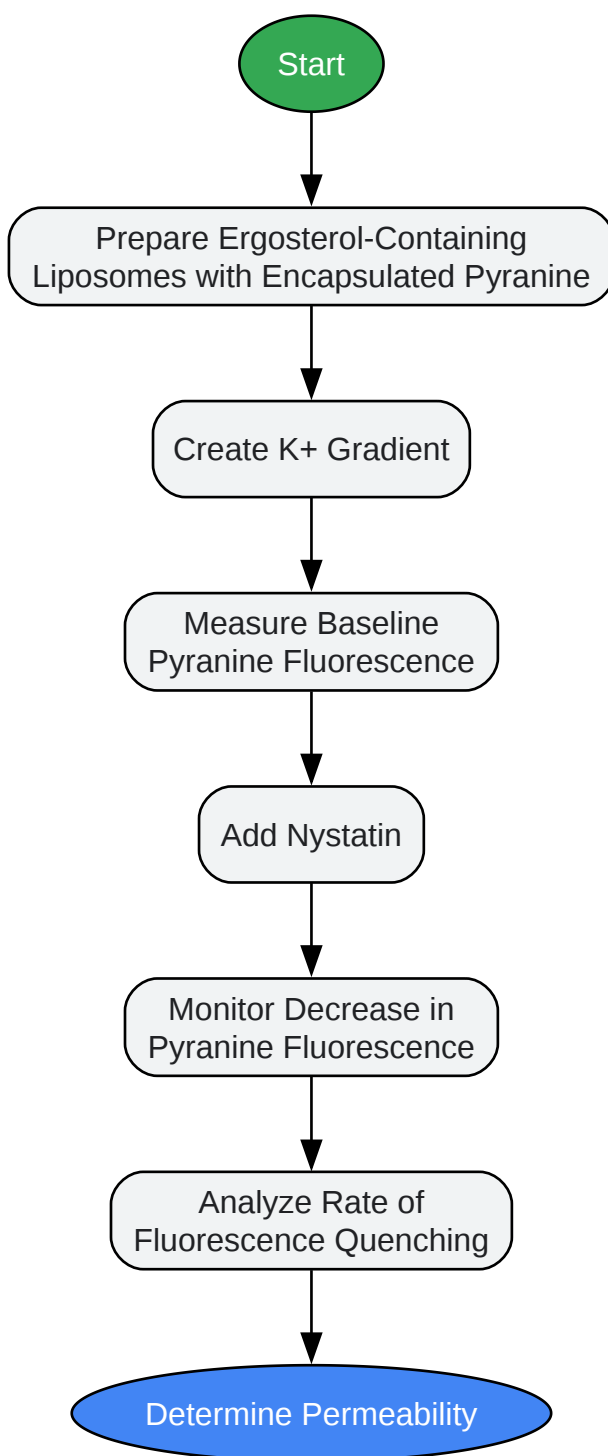 Start
Prepare Ergosterol-Containing
Liposomes with Encapsulated Pyranine
Create K+ Gradient
Measure Baseline
Pyranine Fluorescence
Add Nystatin
Monitor Decrease in
Pyranine Fluorescence
Analyze Rate of
Fluorescence Quenching
Determine Permeability